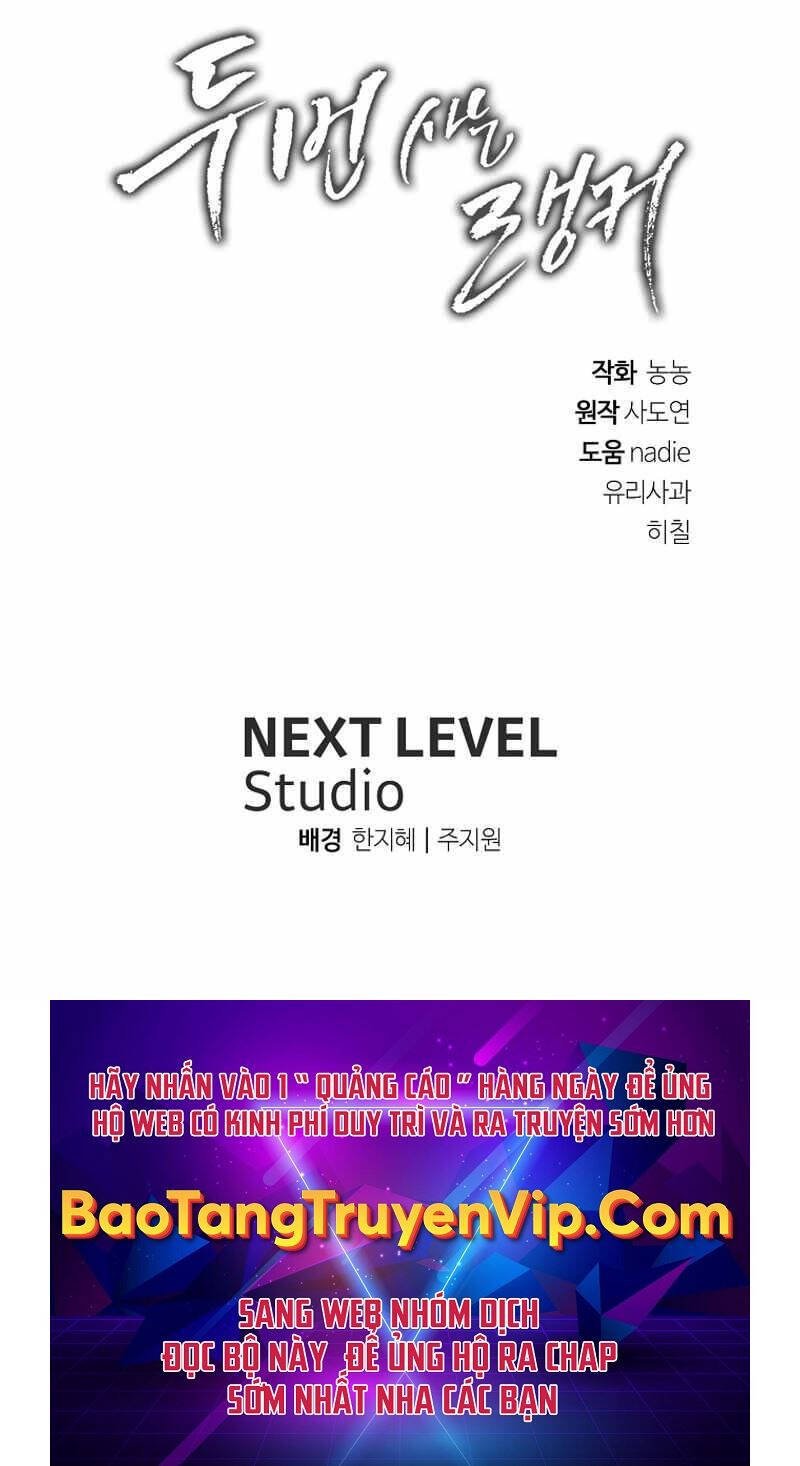 두번 사는
랭커
작화 농농
원작 사도연
도움 nadie
유리사과
히칠
NEXT LEVEL
Studio
배경 한지혜 | 주지원
HÃY NHẤN VÀO 1 “ QUẢNG CÁO ” HÀNG NGÀY ĐỂ ỦNG
HỘ WEB CÓ KINH PHÍ DUY TRÌ VÀ RA TRUYỆN SỚM HƠN
BaoTangTruyenVip.Com
SANG WEB NHÓM DỊCH
ĐỌC BỘ NÀY ĐỂ ỦNG HỘ RA CHAP
SỚM NHẤT NHA CÁC BẠN